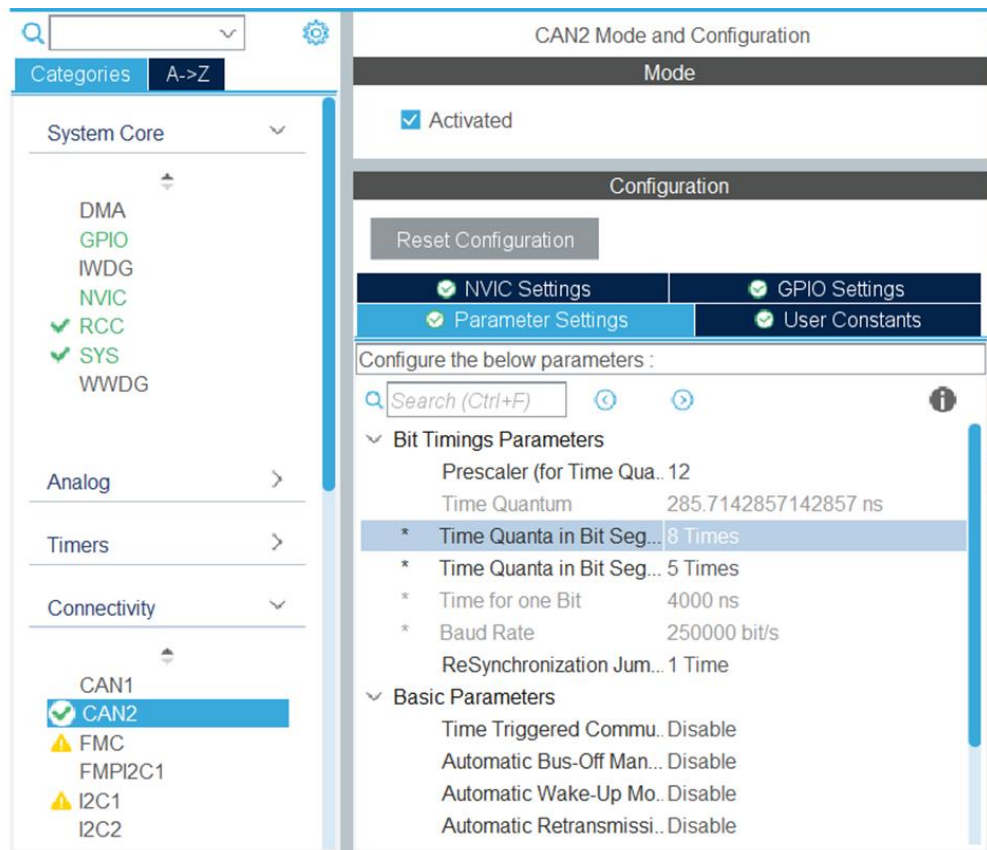 Categories
A->Z
System Core
DMA
GPIO
IWDG
NVIC
RCC
SYS
WWDG
Analog
Timers
Connectivity
CAN1
CAN2
FMC
FMPI2C1
I2C1
I2C2
CAN2 Mode and Configuration
Mode
Activated
Configuration
Reset Configuration
NVIC Settings
GPIO Settings
Parameter Settings
User Constants
Configure the below parameters :
Search (Ctrl+F)
Bit Timings Parameters
Prescaler (for Time Qua.. 12
Time Quantum 285.7142857142857 ns
* Time Quanta in Bit Seg... 8 Times
* Time Quanta in Bit Seg... 5 Times
* Time for one Bit 4000 ns
* Baud Rate 250000 bit/s
ReSynchronization Jum... 1 Time
Basic Parameters
Time Triggered Commu.. Disable
Automatic Bus-Off Man... Disable
Automatic Wake-Up Mo.. Disable
Automatic Retransmissi.. Disable